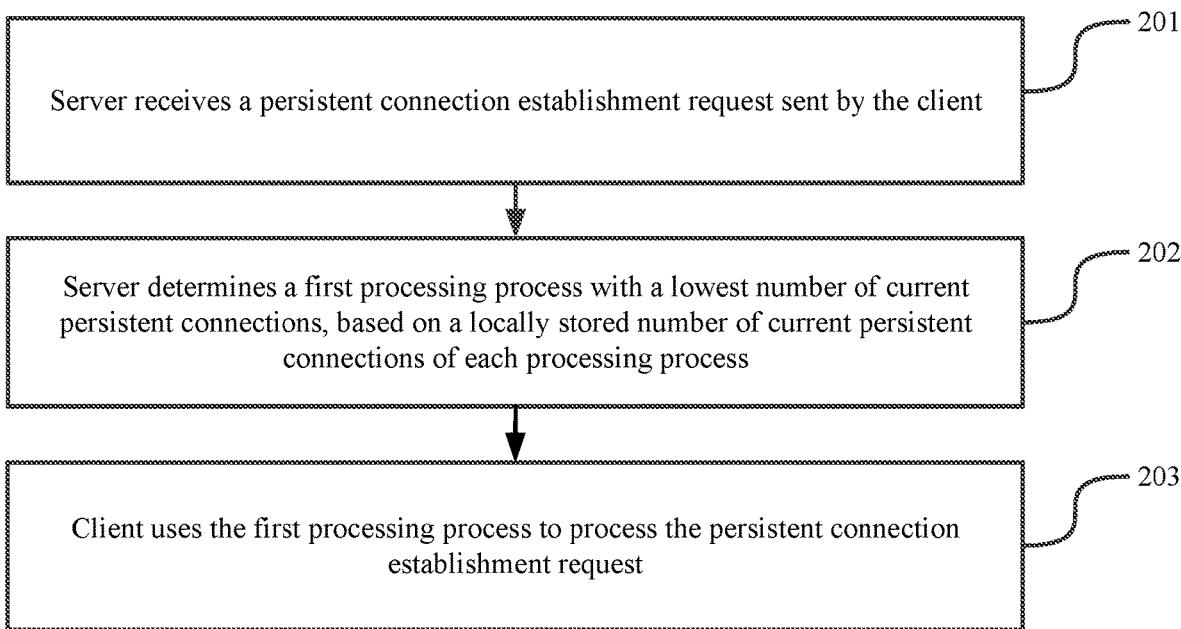 201
Server receives a persistent connection establishment request sent by the client
202
Server determines a first processing process with a lowest number of current
persistent connections, based on a locally stored number of current persistent
connections of each processing process
203
Client uses the first processing process to process the persistent connection
establishment request